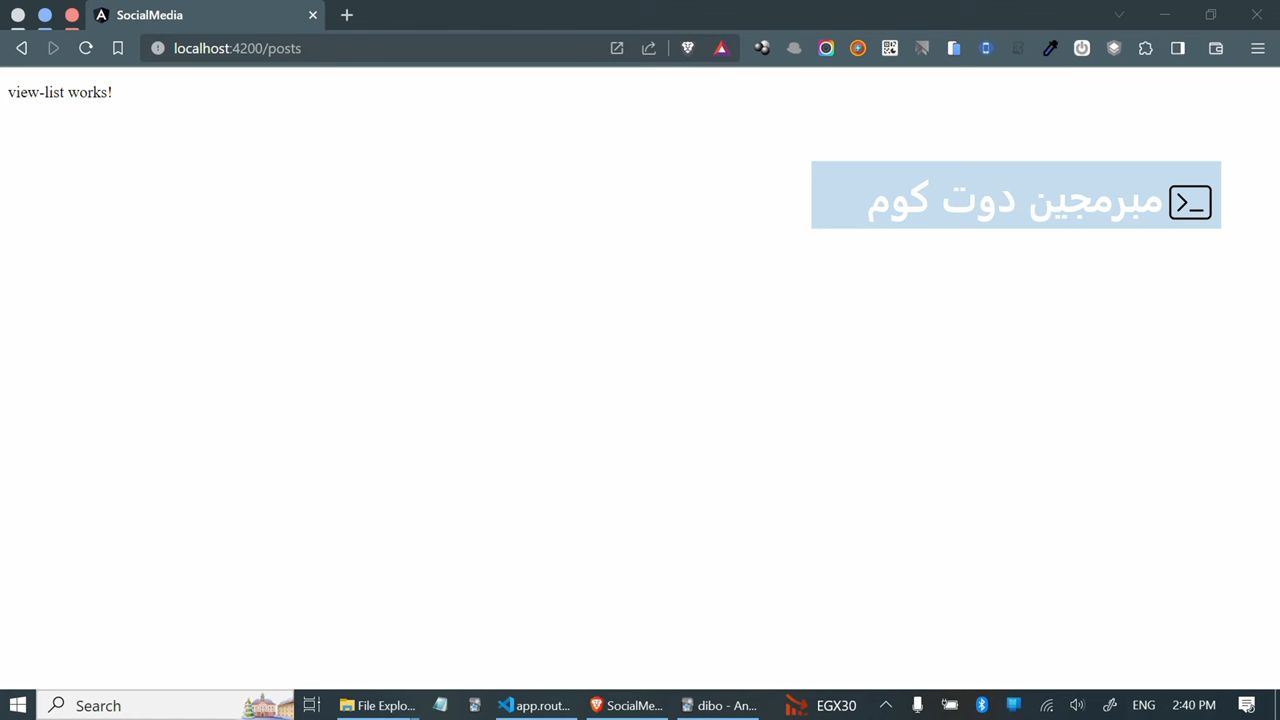 SocialMedia
localhost:4200/posts
view-list works!
مبرمجين دوت كوم
Search
File Explo...
app.rout...
SocialMe...
dibo - An...
EGX30
ENG
2:40 PM